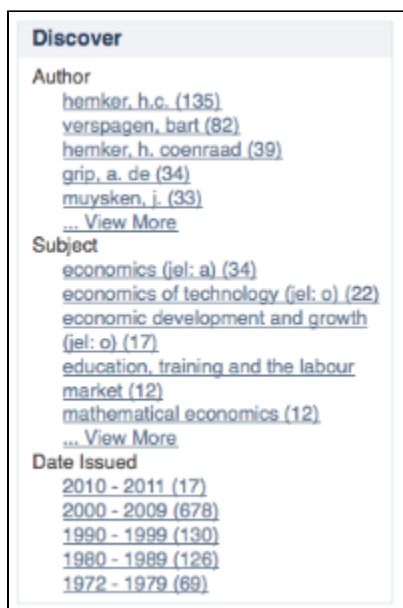 Discover
Author
hemker, h.c. (135)
verspagen, bart (82)
hemker, h. coenraad (39)
grip, a. de (34)
muysken, j. (33)
... View More
Subject
economics (jel: a) (34)
economics of technology (jel: o) (22)
economic development and growth
(jel: o) (17)
education, training and the labour
market (12)
mathematical economics (12)
... View More
Date Issued
2010 - 2011 (17)
2000 - 2009 (678)
1990 - 1999 (130)
1980 - 1989 (126)
1972 - 1979 (69)